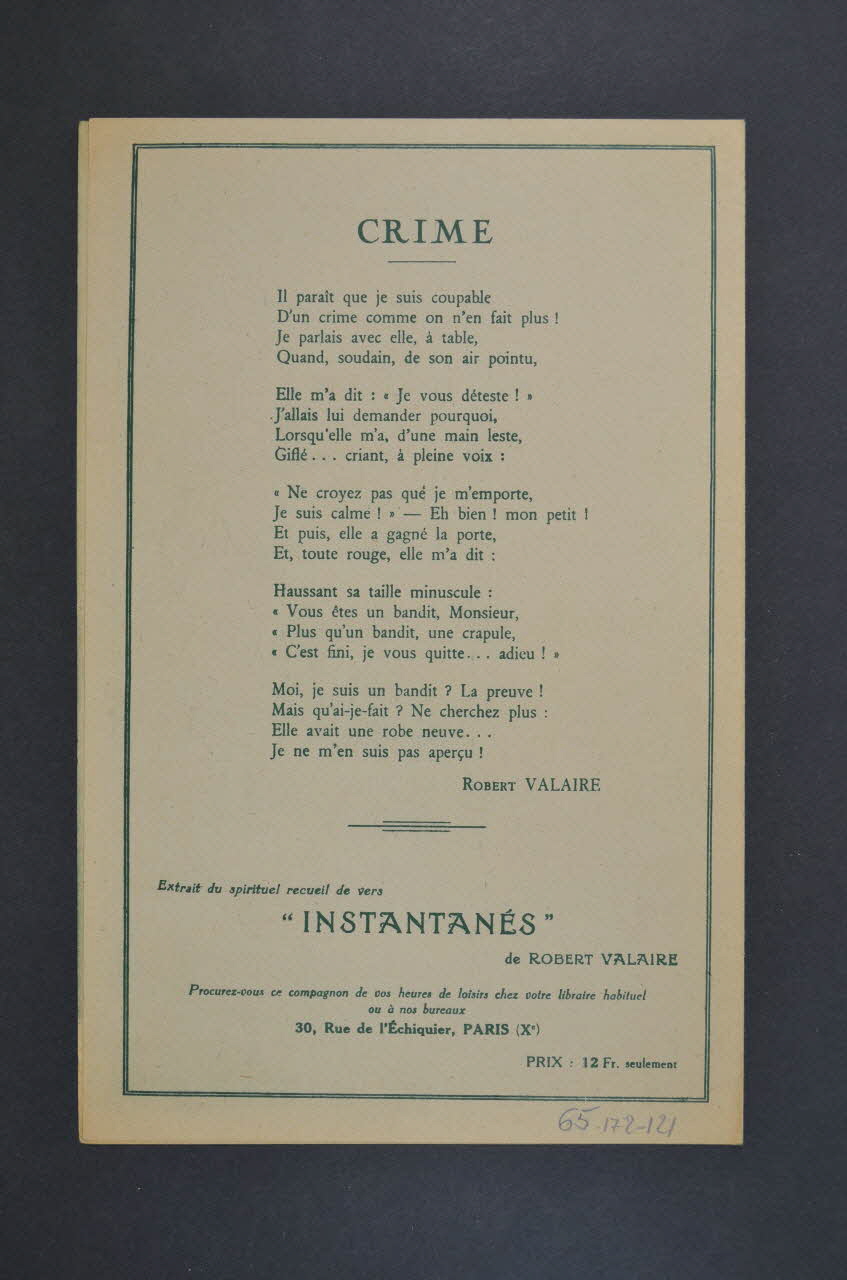 CRIME
Il paraît que je suis coupable
D'un crime comme on n'en fait plus !
Je parlais avec elle, à table,
Quand, soudain, de son air pointu,
Elle m'a dit : « Je vous déteste ! »
J'allais lui demander pourquoi,
Lorsqu'elle m'a, d'une main leste,
Giflé... criant, à pleine voix :
« Ne croyez pas que je m'emporte,
Je suis calme ! » — Eh bien ! mon petit !
Et puis, elle a gagné la porte,
Et, toute rouge, elle m'a dit :
Haussant sa taille minuscule :
« Vous êtes un bandit, Monsieur,
« Plus qu'un bandit, une crapule,
« C'est fini, je vous quitte... adieu ! »
Moi, je suis un bandit ? La preuve !
Mais qu'ai-je-fait ? Ne cherchez plus :
Elle avait une robe neuve...
Je ne m'en suis pas aperçu !
ROBERT VALAIRE
Extrait du spirituel recueil de vers
“ INSTANTANÉS ”
de ROBERT VALAIRE
Procurez-vous ce compagnon de vos heures de loisirs chez votre libraire habituel
ou à nos bureaux
30, Rue de l'Échiquier, PARIS (Xe)
PRIX : 12 Fr. seulement
65.172-121